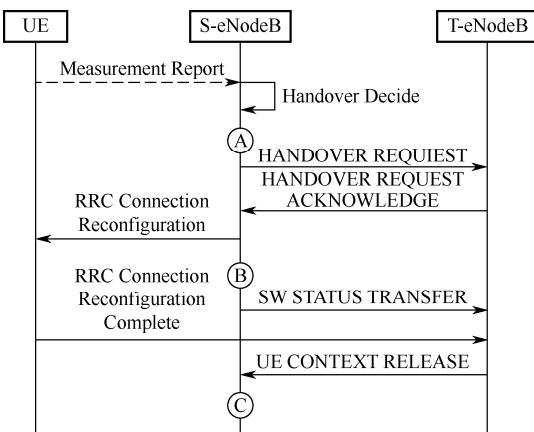 UE
S-eNodeB
T-eNodeB
Measurement Report
Handover Decide
A
HANDOVER REQUIEST
HANDOVER REQUEST
ACKNOWLEDGE
RRC Connection
Reconfiguration
B
RRC Connection
Reconfiguration
Complete
SW STATUS TRANSFER
UE CONTEXT RELEASE
C